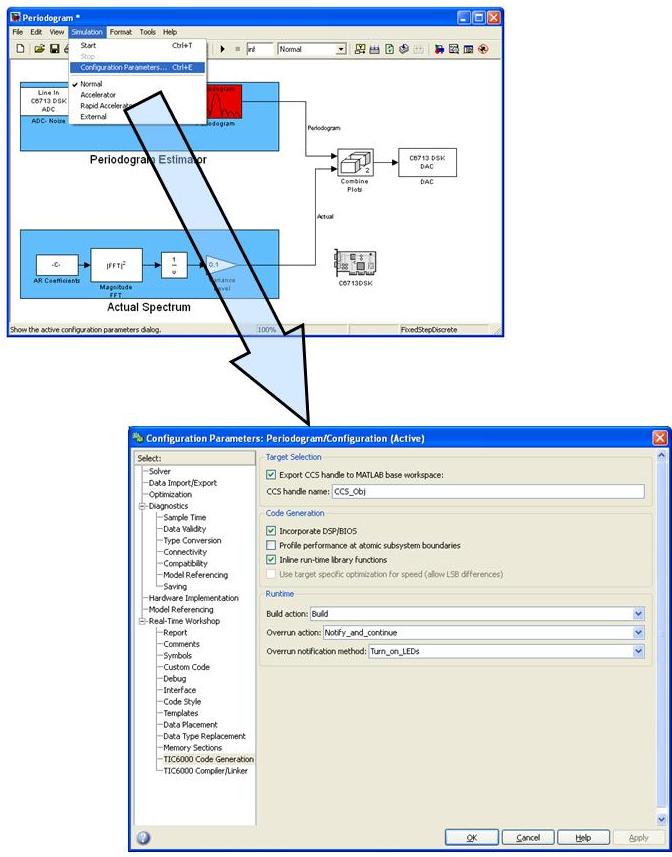 Periodogram *
File Edit View Simulation Format Tools Help
Start Ctrl+T
inf Normal
Stop
Configuration Parameters... Ctrl+E
Normal
Accelerator
Rapid Accelerator
External
Line In
C6713 DSK
ADC
ADC- Noise
Periodogram Estimator
Periodogram
Combine
Plots
2
C6713 DSK
DAC
DAC
Actual
-C-
AR Coefficients
|FFT|²
Magnitude
FFT
1
u
0.1
C6713DSK
Actual Spectrum
Show the active configuration parameters dialog. 100% FixedStepDiscrete
Configuration Parameters: Periodogram/Configuration (Active)
Select:
Solver
Data Import/Export
Optimization
Diagnostics
Sample Time
Data Validity
Type Conversion
Connectivity
Compatibility
Model Referencing
Saving
Hardware Implementation
Model Referencing
Real-Time Workshop
Report
Comments
Symbols
Custom Code
Debug
Interface
Code Style
Templates
Data Placement
Data Type Replacement
Memory Sections
TIC6000 Code Generation
TIC6000 Compiler/Linker
Target Selection
Export CCS handle to MATLAB base workspace:
CCS handle name: CCS_Obj
Code Generation
Incorporate DSP/BIOS
Profile performance at atomic subsystem boundaries
Inline run-time library functions
Use target specific optimization for speed (allow LSB differences)
Runtime
Build action: Build
Overrun action: Notify_and_continue
Overrun notification method: Turn_on_LEDs
OK Cancel Help Apply